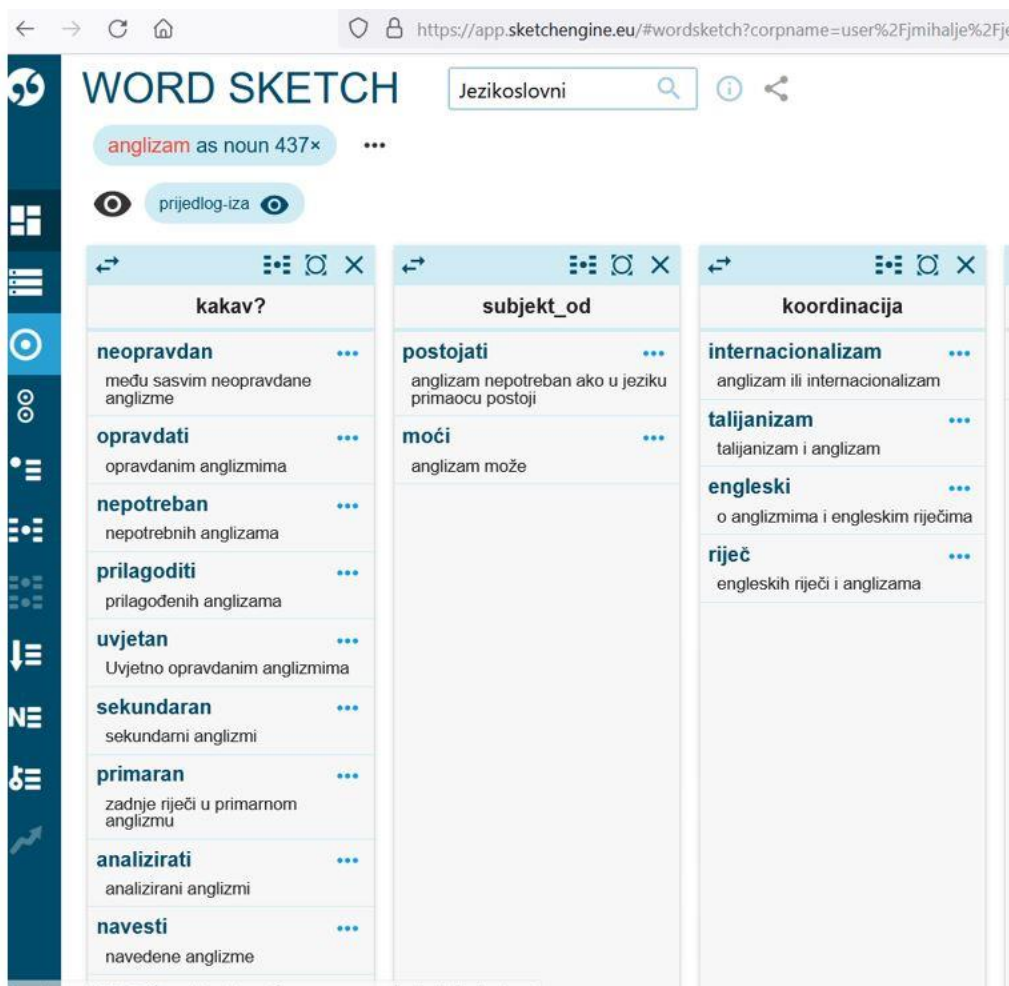 https://app.sketchengine.eu/#wordsketch?corpname=user%2Fjmihalje%2Fje
WORD SKETCH
Jezikoslovni
anglizam as noun 437×
prijedlog-iza
kakav?
neopravdan
među sasvim neopravdane
anglizme
opravdati
opravdanim anglizmima
nepotreban
nepotrebnih anglizama
prilagoditi
prilagođenih anglizama
uvjetan
Uvjetno opravdanim anglizmima
sekundaran
sekundarni anglizmi
primaran
zadnje riječi u primarnom
anglizmu
analizirati
analizirani anglizmi
navesti
navedene anglizme
subjekt_od
postojati
anglizam nepotreban ako u jeziku
primaocu postoji
moći
anglizam može
koordinacija
internacionalizam
anglizam ili internacionalizam
talijanizam
talijanizam i anglizam
engleski
o anglizmima i engleskim riječima
riječ
engleskih riječi i anglizama